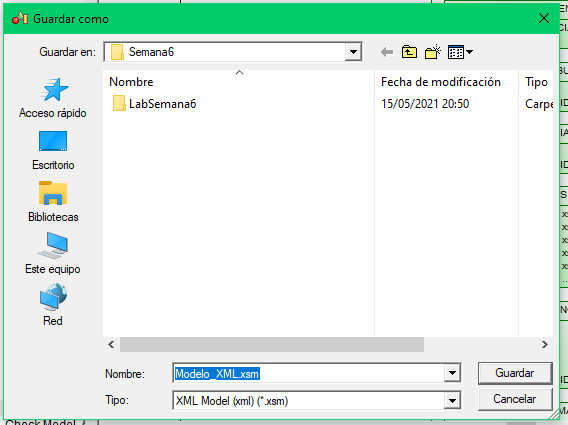 Guardar como
Guardar en: Semana6
Nombre Fecha de modificación Tipo
LabSemana6 15/05/2021 20:50 Carpe
Acceso rápido
Escritorio
Bibliotecas
Este equipo
Red
Nombre: Modelo_XML.xsm Guardar
Tipo: XML Model (xml) (*.xsm) Cancelar
Check Model